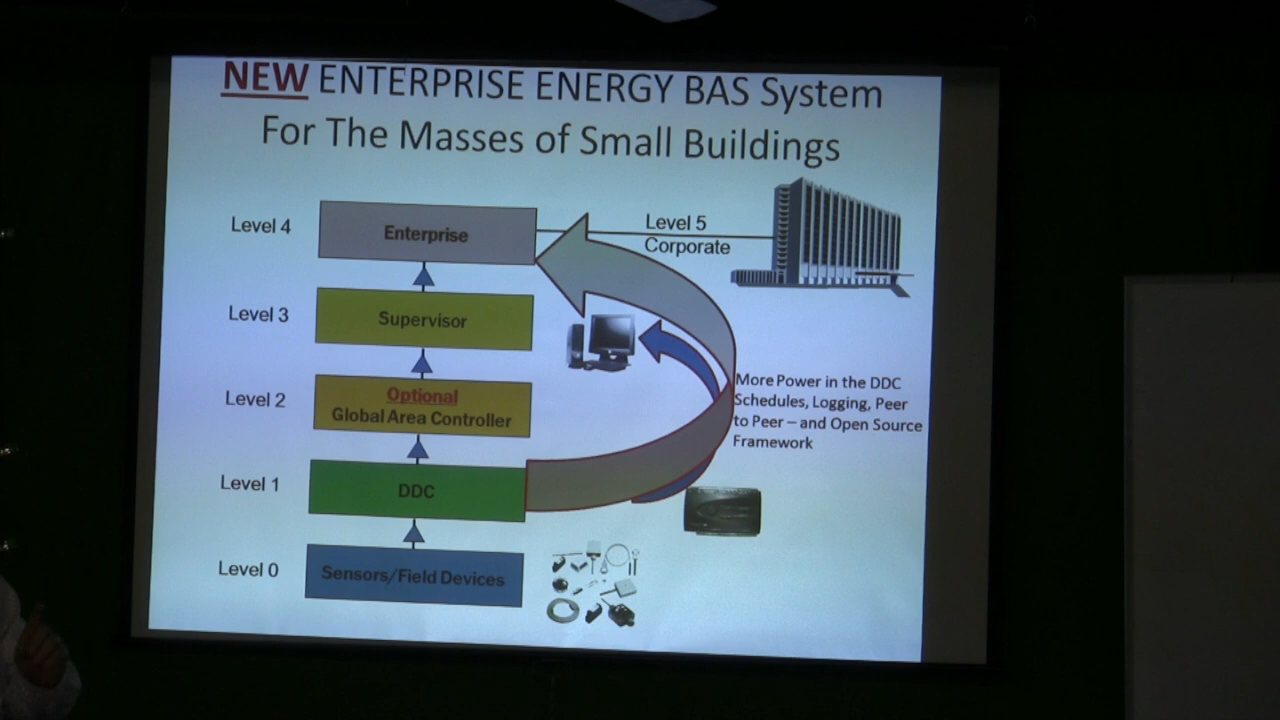 NEW ENTERPRISE ENERGY BAS System
For The Masses of Small Buildings
Level 4
Enterprise
Level 5
Corporate
Level 3
Supervisor
Level 2
Optional
Global Area Controller
More Power in the DDC
Schedules, Logging, Peer
to Peer – and Open Source
Framework
Level 1
DDC
Level 0
Sensors/Field Devices